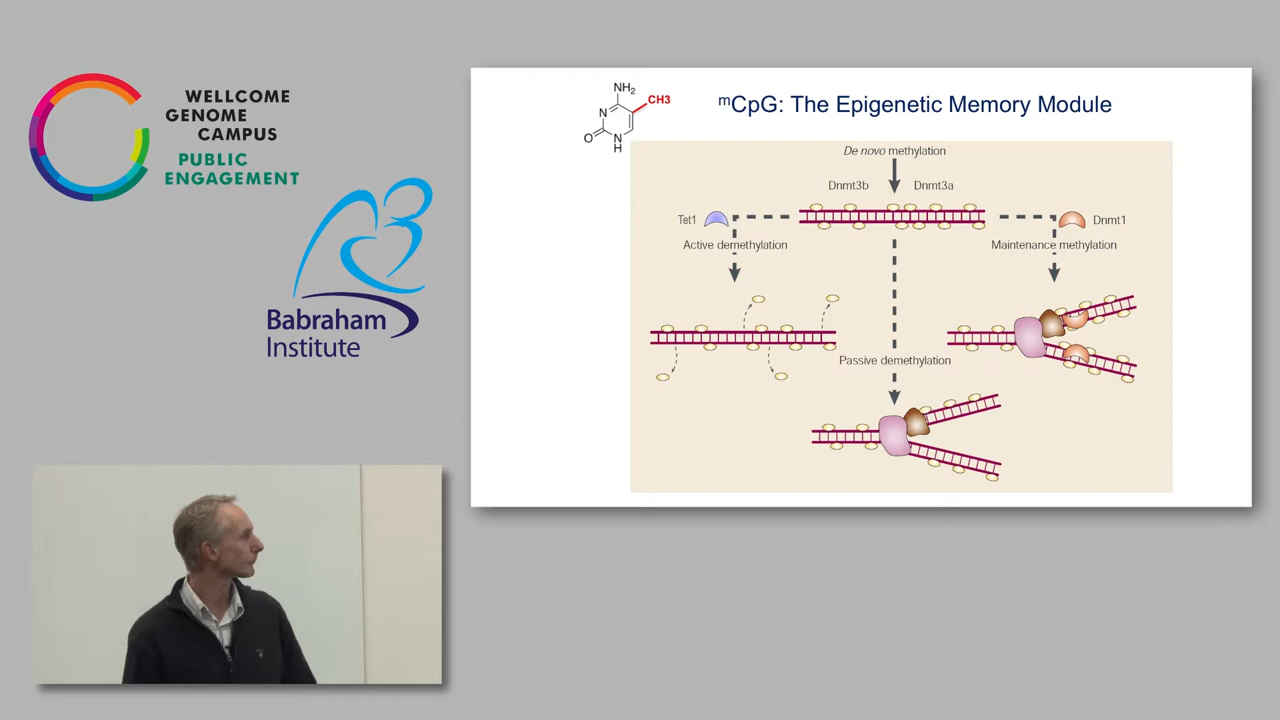 WELLCOME
GENOME
CAMPUS
PUBLIC
ENGAGEMENT
Babraham
Institute
NH2
CH3
N
O
N
H
mCpG: The Epigenetic Memory Module
De novo methylation
Dnmt3b
Dnmt3a
Tet1
Dnmt1
Active demethylation
Maintenance methylation
Passive demethylation